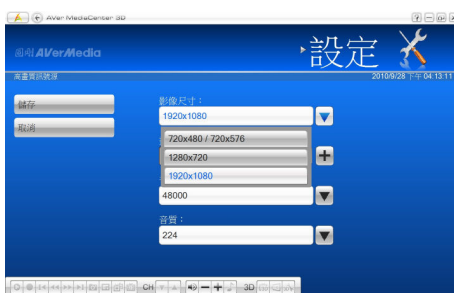 AVer MediaCenter 3D
圓剛 AVerMedia
設定
高畫質訊號源
2010/9/28 下午 04:13:11
儲存
取消
影像尺寸：
1920x1080
720x480 / 720x576
1280x720
1920x1080
48000
音質：
224
CH
3D